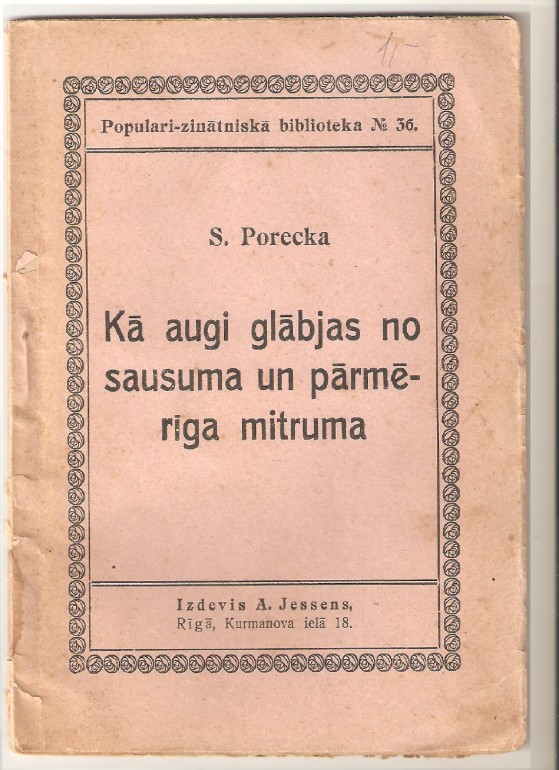 Populari-zinātniskā biblioteka № 36.
S. Porecka
Kā augi glābjas no
sausuma un pārmē-
rīga mitruma
Izdevis A. Jessens,
Rīgā, Kurmanova ielā 18.